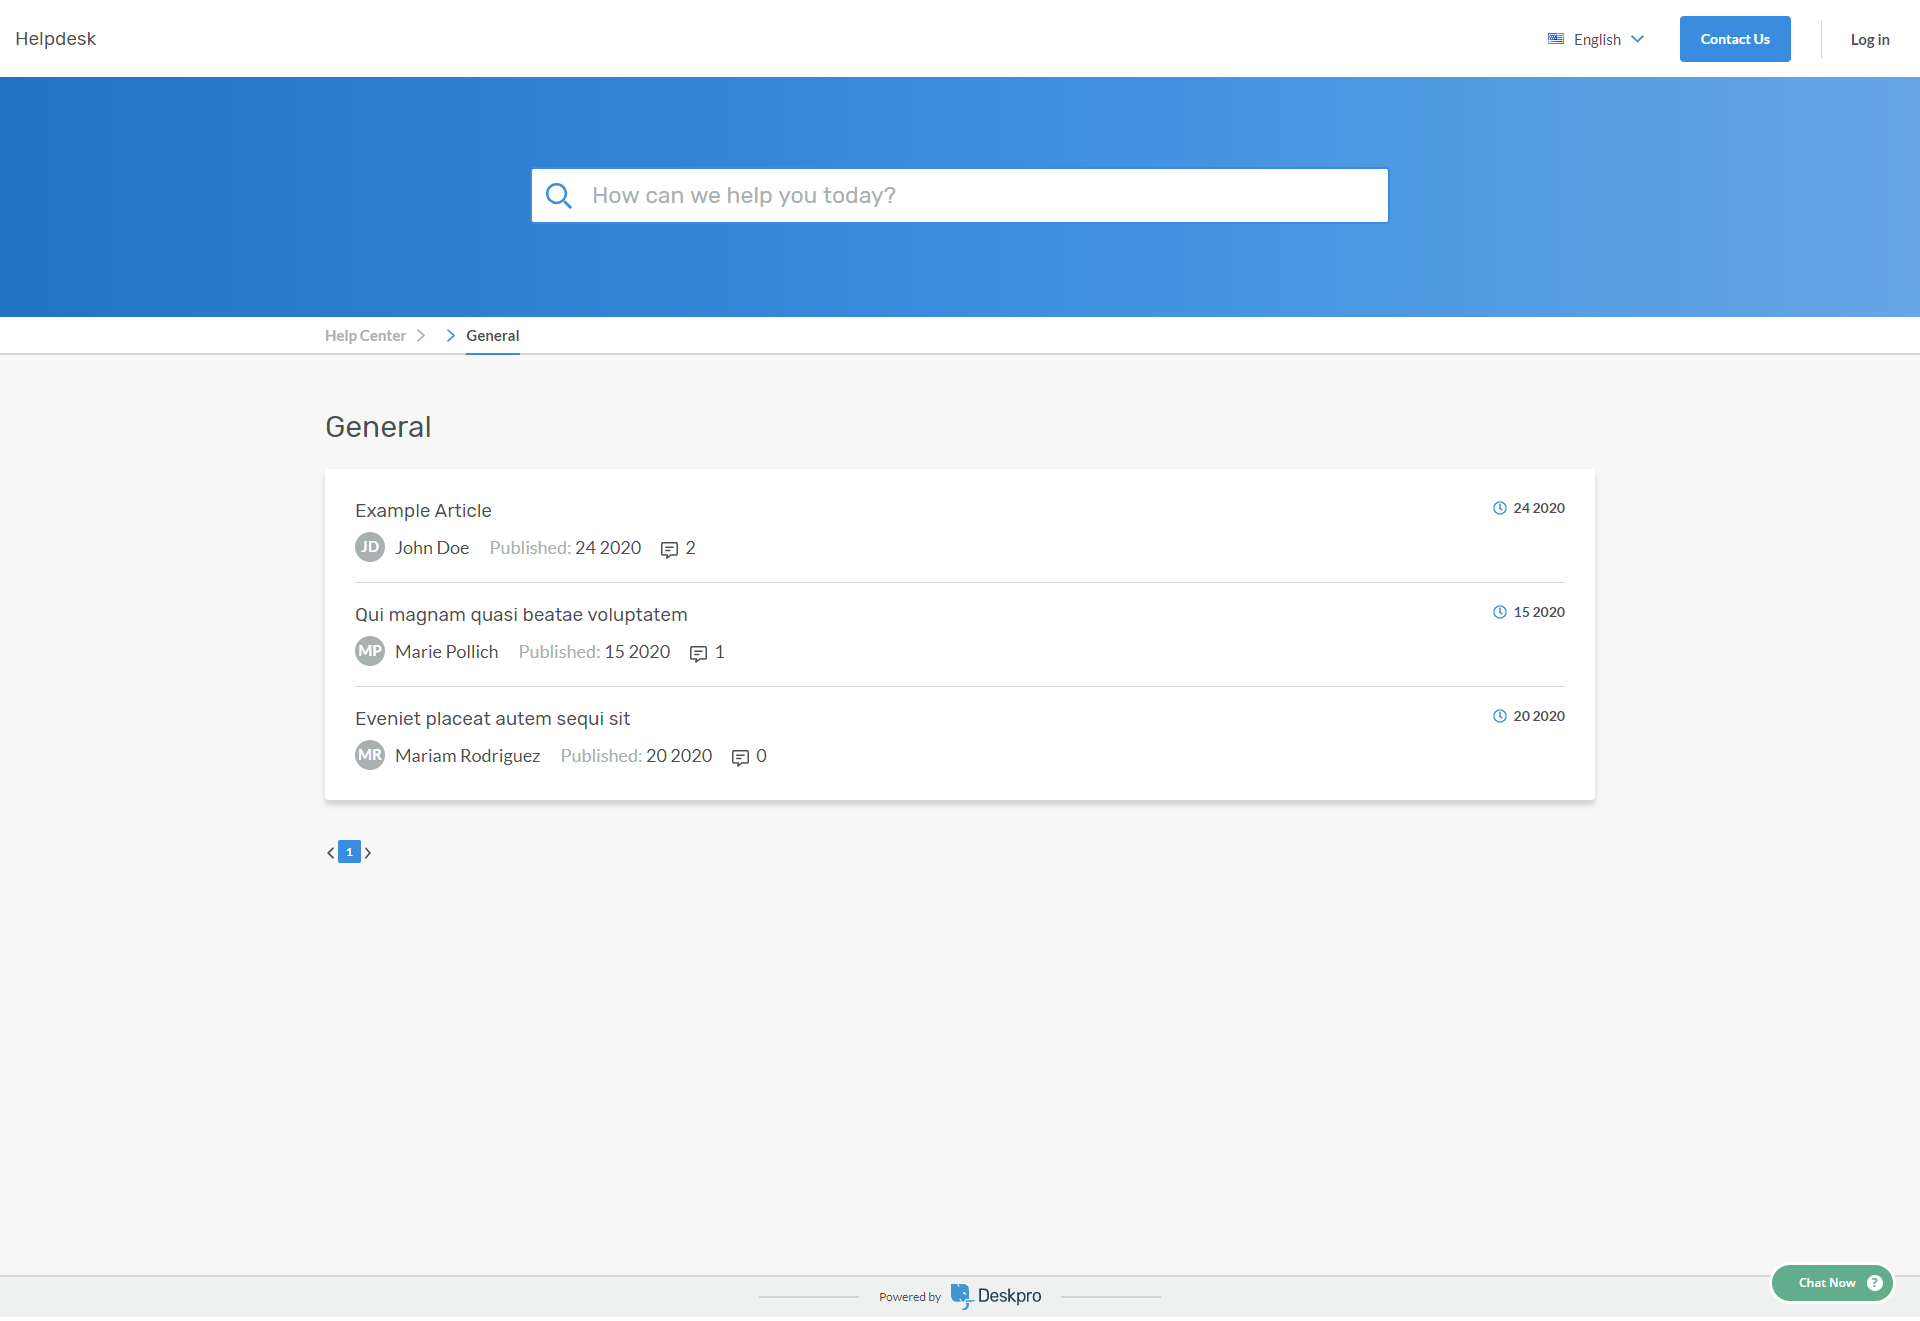 Helpdesk
English
Contact Us
Log in
How can we help you today?
Help Center
General
General
Example Article
24 2020
JD John Doe Published: 24 2020 2
Qui magnam quasi beatae voluptatem
15 2020
MP Marie Pollich Published: 15 2020 1
Eveniet placeat autem sequi sit
20 2020
MR Mariam Rodriguez Published: 20 2020 0
1
Powered by Deskpro
Chat Now ?